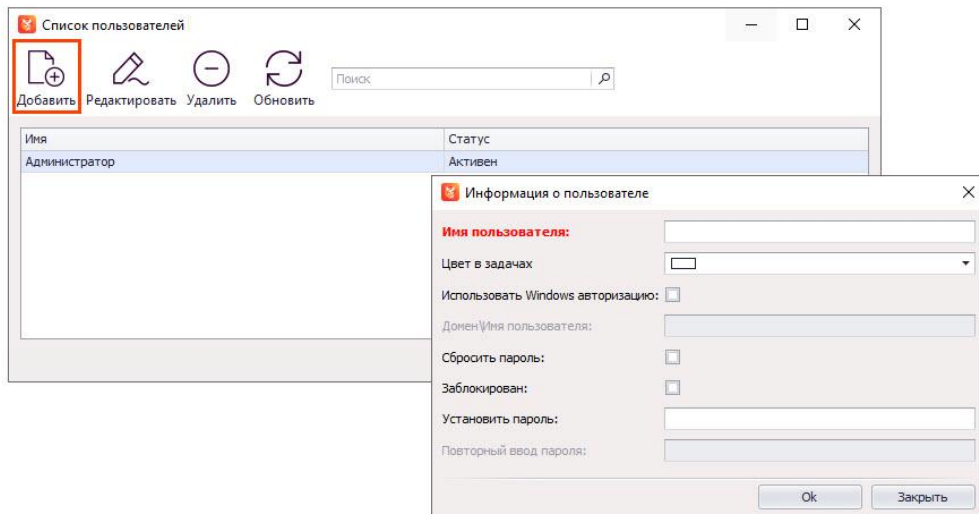 Список пользователей
Добавить Редактировать Удалить Обновить Поиск
Имя Статус
Администратор Активен
Информация о пользователе
Имя пользователя:
Цвет в задачах
Использовать Windows авторизацию:
Домен\Имя пользователя:
Сбросить пароль:
Заблокирован:
Установить пароль:
Повторный ввод пароля:
Ok Закрыть